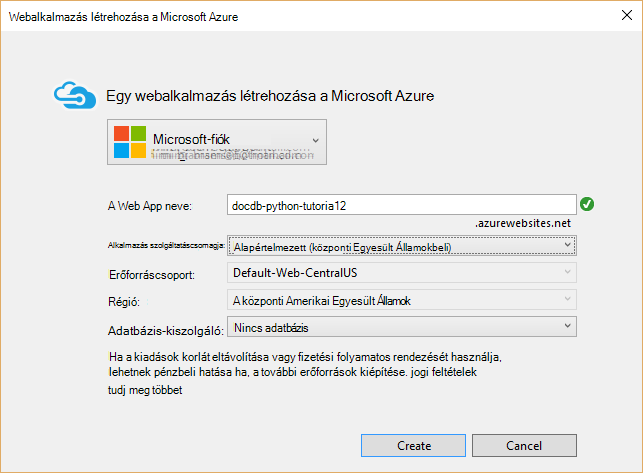 Webalkalmazás létrehozása a Microsoft Azure
Egy webalkalmazás létrehozása a Microsoft Azure
Microsoft-fiók
A Web App neve:
docdb-python-tutoria12
.azurewebsites.net
Alkalmazás szolgáltatáscsomagja:
Alapértelmezett (központi Egyesült Államokbeli)
Erőforráscsoport:
Default-Web-CentralUS
Régió:
A központi Amerikai Egyesült Államok
Adatbázis-kiszolgáló:
Nincs adatbázis
Ha a kiadások korlát eltávolítása vagy fizetési folyamatos rendezését használja,
lehetnek pénzbeli hatása ha, a további erőforrások kiépítése. jogi feltételek
tudj meg többet
Create
Cancel